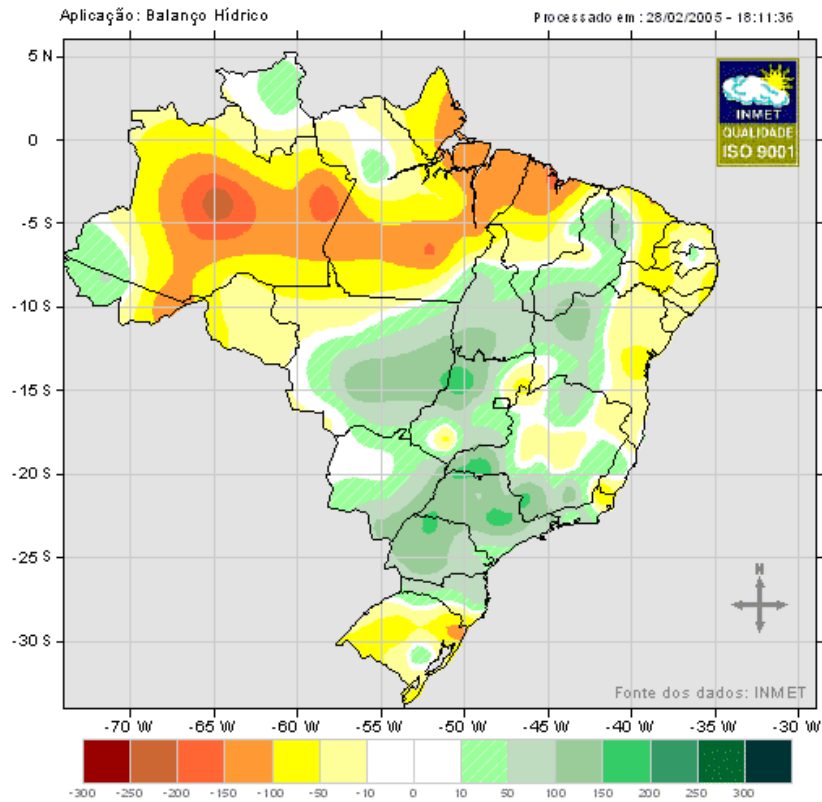 Aplicação: Balanço Hídrico
Processado em : 28/02/2005 - 18:11:36
INMET
QUALIDADE
ISO 9001
5 N
0
-5 S
-10 S
-15 S
-20 S
-25 S
-30 S
N
Fonte dos dados: INMET
-70 W -65 W -60 W -55 W -50 W -45 W -40 W -35 W -30 W
-300 -250 -200 -150 -100 -50 -10 0 10 50 100 150 200 250 300